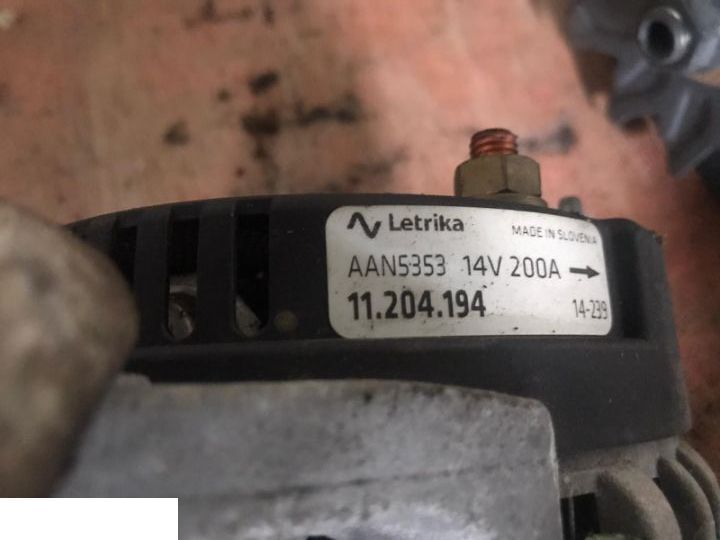 Letrika MADE IN SLOVENIA
AAN5353 14V 200A →
11.204.194 14-239